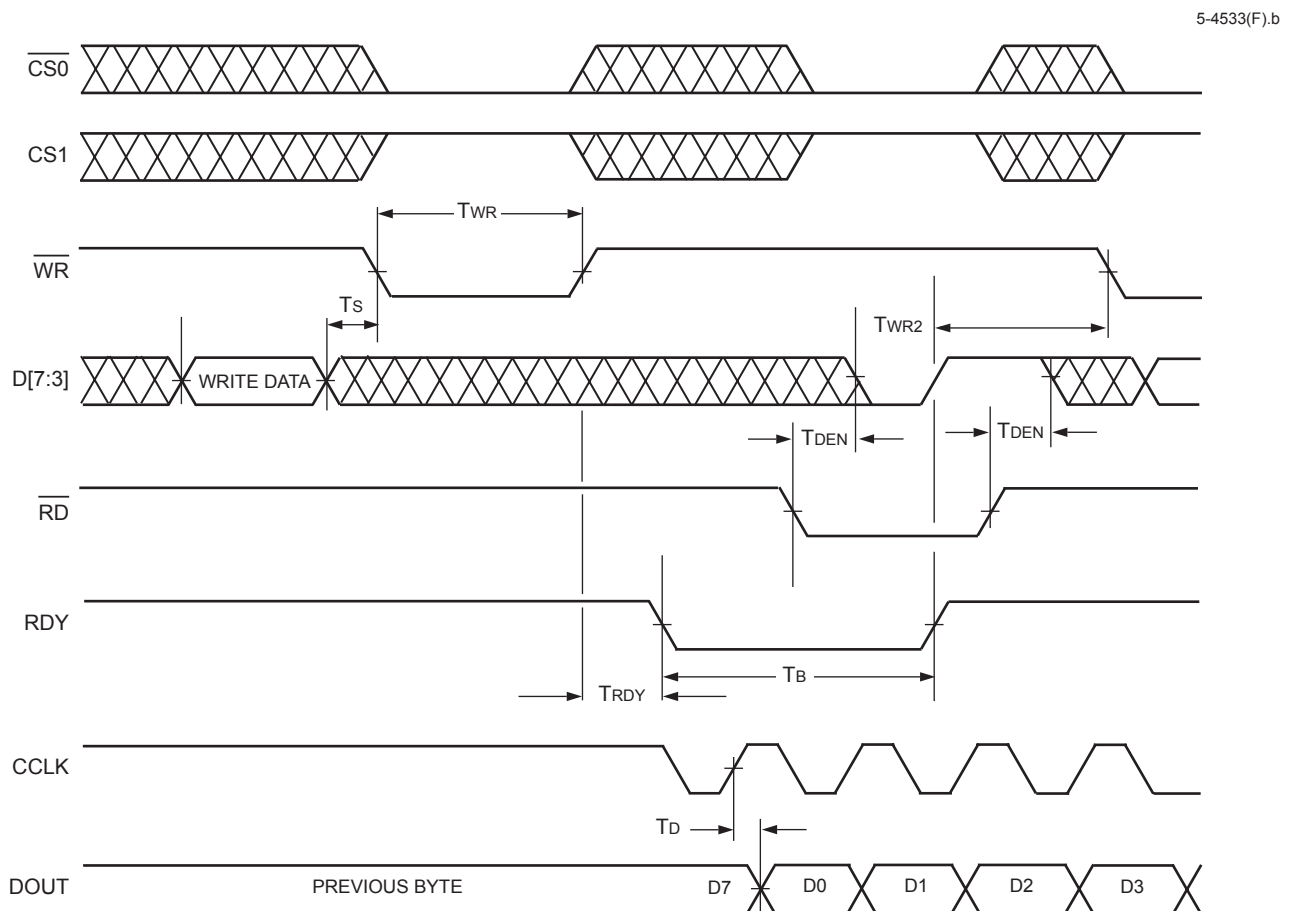 5-4533(F).b
CS0
CS1
TWR
WR
TS
TWR2
D[7:3]
WRITE DATA
TDEN
TDEN
RD
RDY
TB
TRDY
CCLK
TD
DOUT
PREVIOUS BYTE
D7
D0
D1
D2
D3